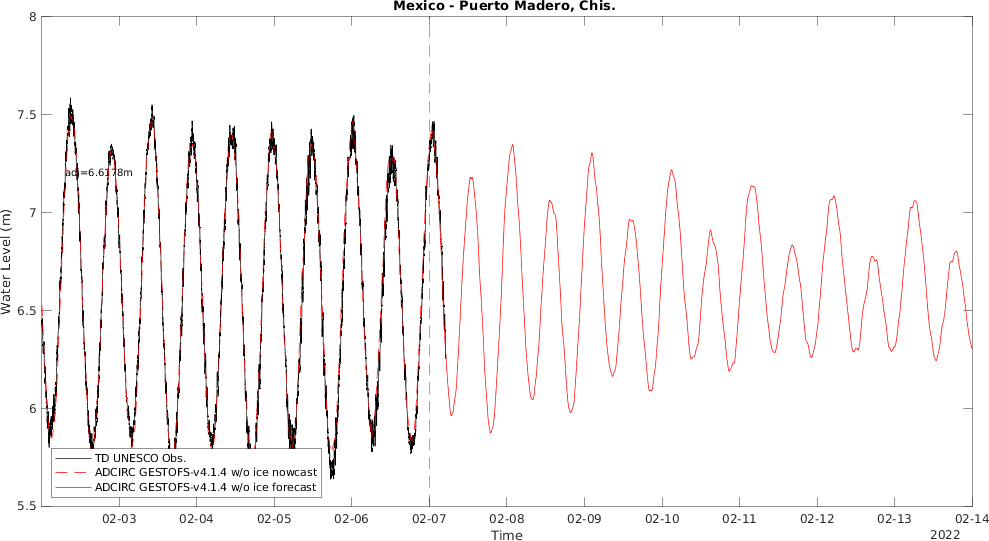 Mexico - Puerto Madero, Chis.
8
7.5
7
6.5
6
5.5
Water Level (m)
adj=6.6178m
TD UNESCO Obs.
ADCIRC GESTOFS-v4.1.4 w/o ice nowcast
ADCIRC GESTOFS-v4.1.4 w/o ice forecast
02-03 02-04 02-05 02-06 02-07 02-08 02-09 02-10 02-11 02-12 02-13 02-14
Time
2022